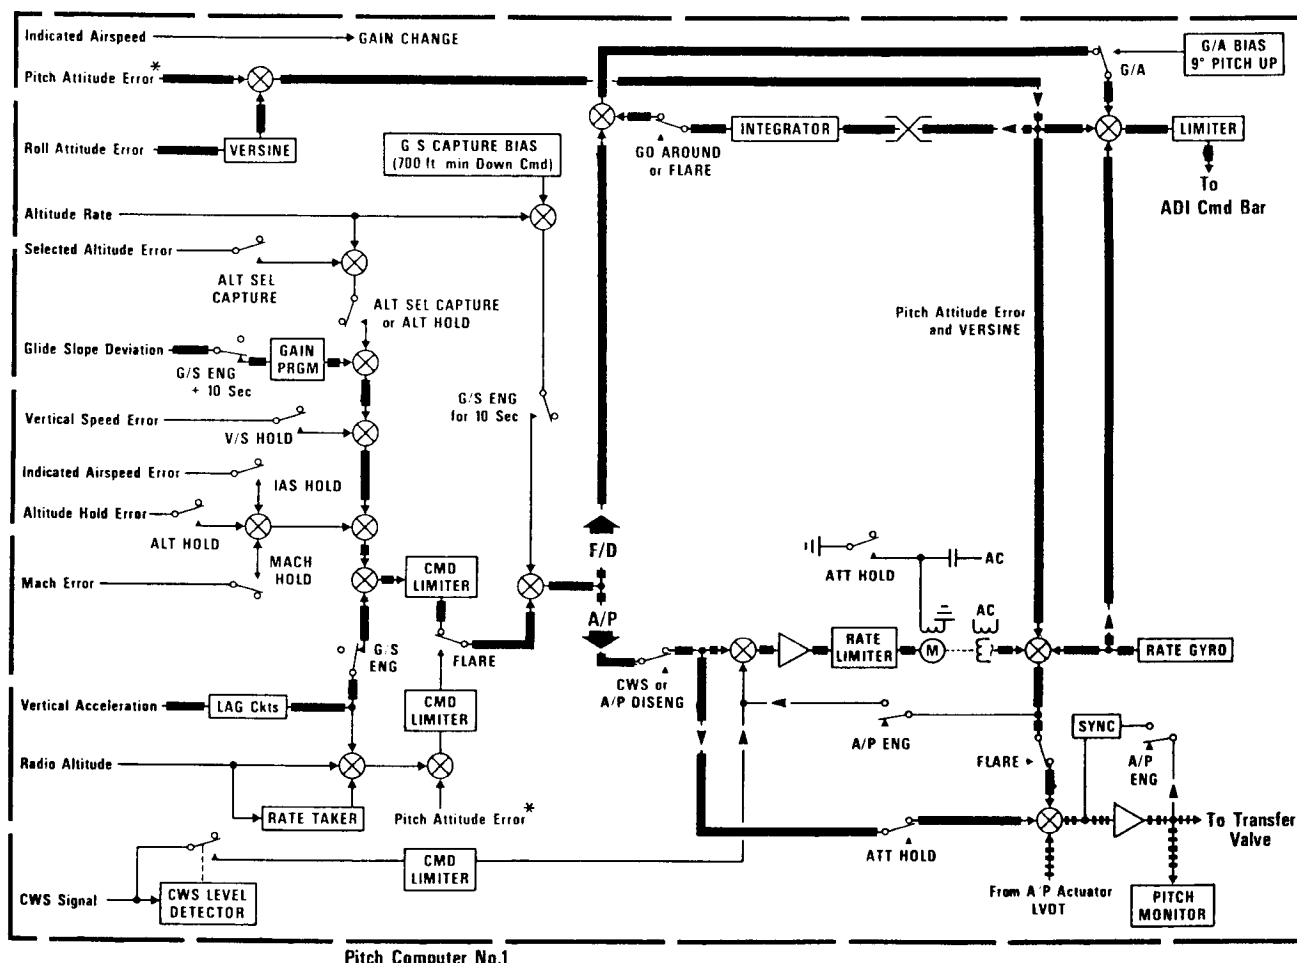 Indicated Airspeed
GAIN CHANGE
G/A BIAS
9° PITCH UP
Pitch Attitude Error*
G/A
Roll Attitude Error
VERSINE
G S CAPTURE BIAS
(700 ft min Down Cmd)
INTEGRATOR
GO AROUND
or FLARE
LIMITER
To
ADI Cmd Bar
Altitude Rate
Selected Altitude Error
ALT SEL
CAPTURE
ALT SEL CAPTURE
or ALT HOLD
Pitch Attitude Error
and VERSINE
Glide Slope Deviation
GAIN
PRGM
G/S ENG
+ 10 Sec
G/S ENG
for 10 Sec
Vertical Speed Error
V/S HOLD
Indicated Airspeed Error
IAS HOLD
Altitude Hold Error
ALT HOLD
MACH
HOLD
Mach Error
CMD
LIMITER
F/D
A/P
ATT HOLD
AC
AC
G/S
ENG
FLARE
CWS or
A/P DISENG
RATE
LIMITER
M
RATE GYRO
Vertical Acceleration
LAG Ckts
CMD
LIMITER
A/P ENG
SYNC
A/P
ENG
FLARE
Radio Altitude
RATE TAKER
Pitch Attitude Error*
To Transfer
Valve
ATT HOLD
CMD
LIMITER
CWS Signal
CWS LEVEL
DETECTOR
From A/P Actuator
LVDT
PITCH
MONITOR
Pitch Computer No.1